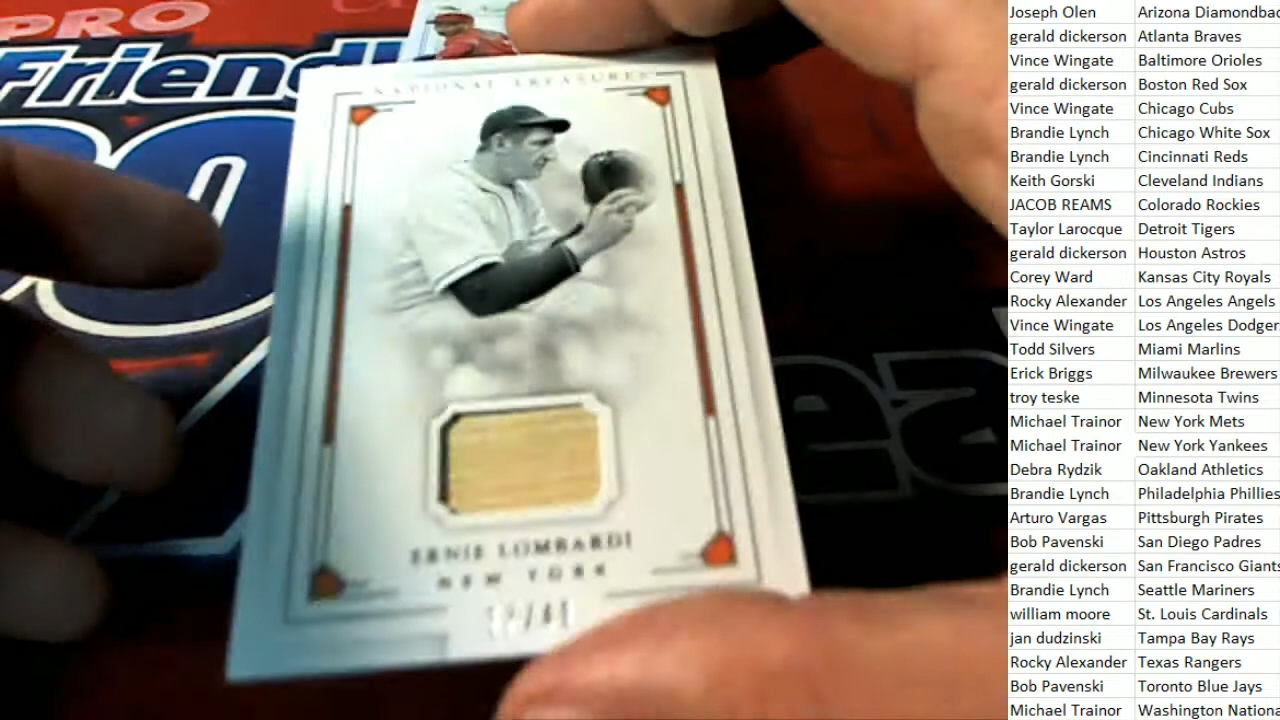 PRO
Friendl
NATIONAL TREASURES
ERNIE LOMBARDI
NEW YORK
Joseph Olen Arizona Diamondbac
gerald dickerson Atlanta Braves
Vince Wingate Baltimore Orioles
gerald dickerson Boston Red Sox
Vince Wingate Chicago Cubs
Brandie Lynch Chicago White Sox
Brandie Lynch Cincinnati Reds
Keith Gorski Cleveland Indians
JACOB REAMS Colorado Rockies
Taylor Larocque Detroit Tigers
gerald dickerson Houston Astros
Corey Ward Kansas City Royals
Rocky Alexander Los Angeles Angels
Vince Wingate Los Angeles Dodger
Todd Silvers Miami Marlins
Erick Briggs Milwaukee Brewers
troy teske Minnesota Twins
Michael Trainor New York Mets
Michael Trainor New York Yankees
Debra Rydzik Oakland Athletics
Brandie Lynch Philadelphia Phillies
Arturo Vargas Pittsburgh Pirates
Bob Pavenski San Diego Padres
gerald dickerson San Francisco Giants
Brandie Lynch Seattle Mariners
william moore St. Louis Cardinals
jan dudzinski Tampa Bay Rays
Rocky Alexander Texas Rangers
Bob Pavenski Toronto Blue Jays
Michael Trainor Washington Nationa